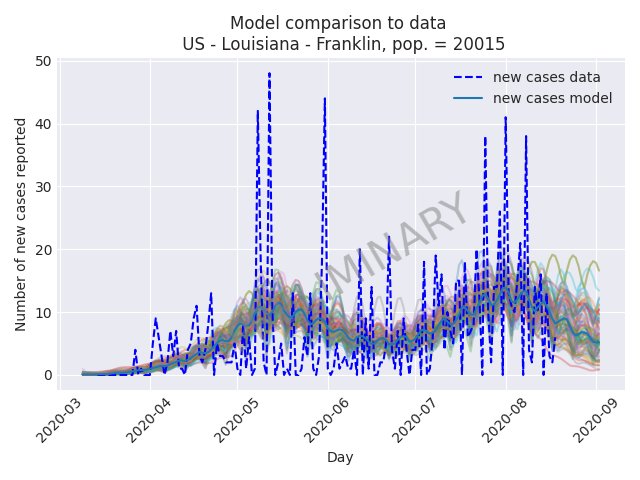 Model comparison to data
US - Louisiana - Franklin, pop. = 20015
new cases data
new cases model
Number of new cases reported
50
40
30
20
10
0
2020-03
2020-04
2020-05
2020-06
2020-07
2020-08
2020-09
Day